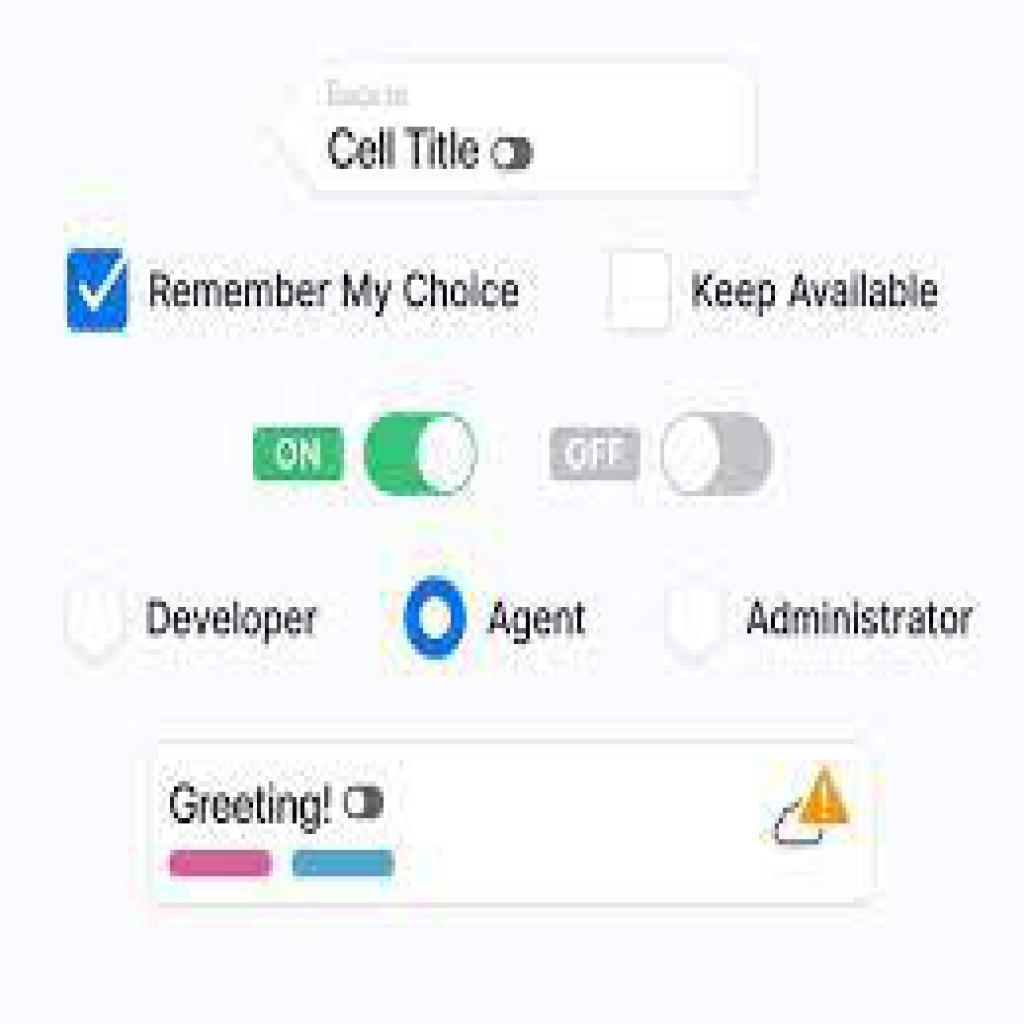 Back to
Cell Title
Remember My Choice Keep Available
ON OFF
Developer Agent Administrator
Greeting!